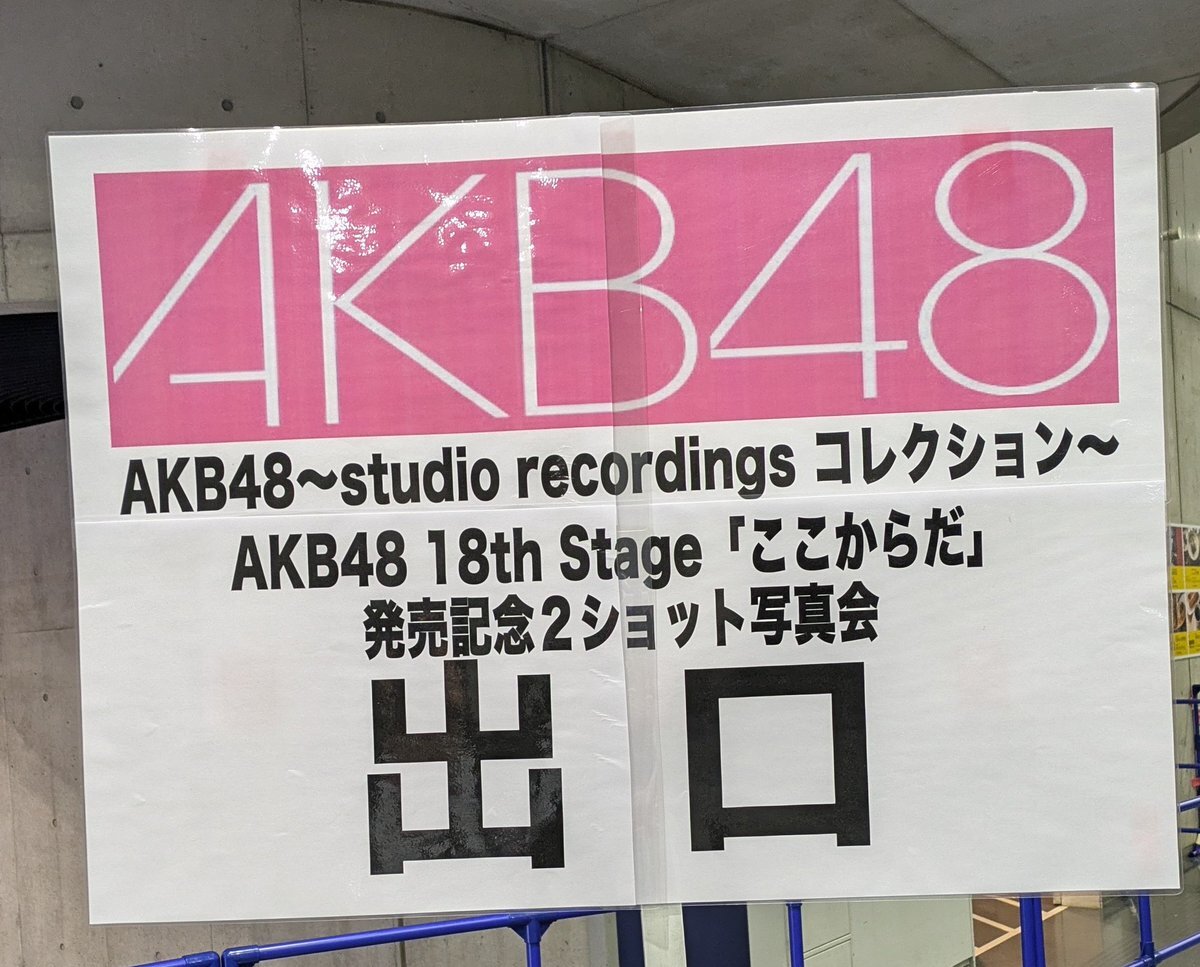 AKB48
AKB48～studio recordings コレクション～
AKB48 18th Stage「ここからだ」
発売記念２ショット写真会
出口